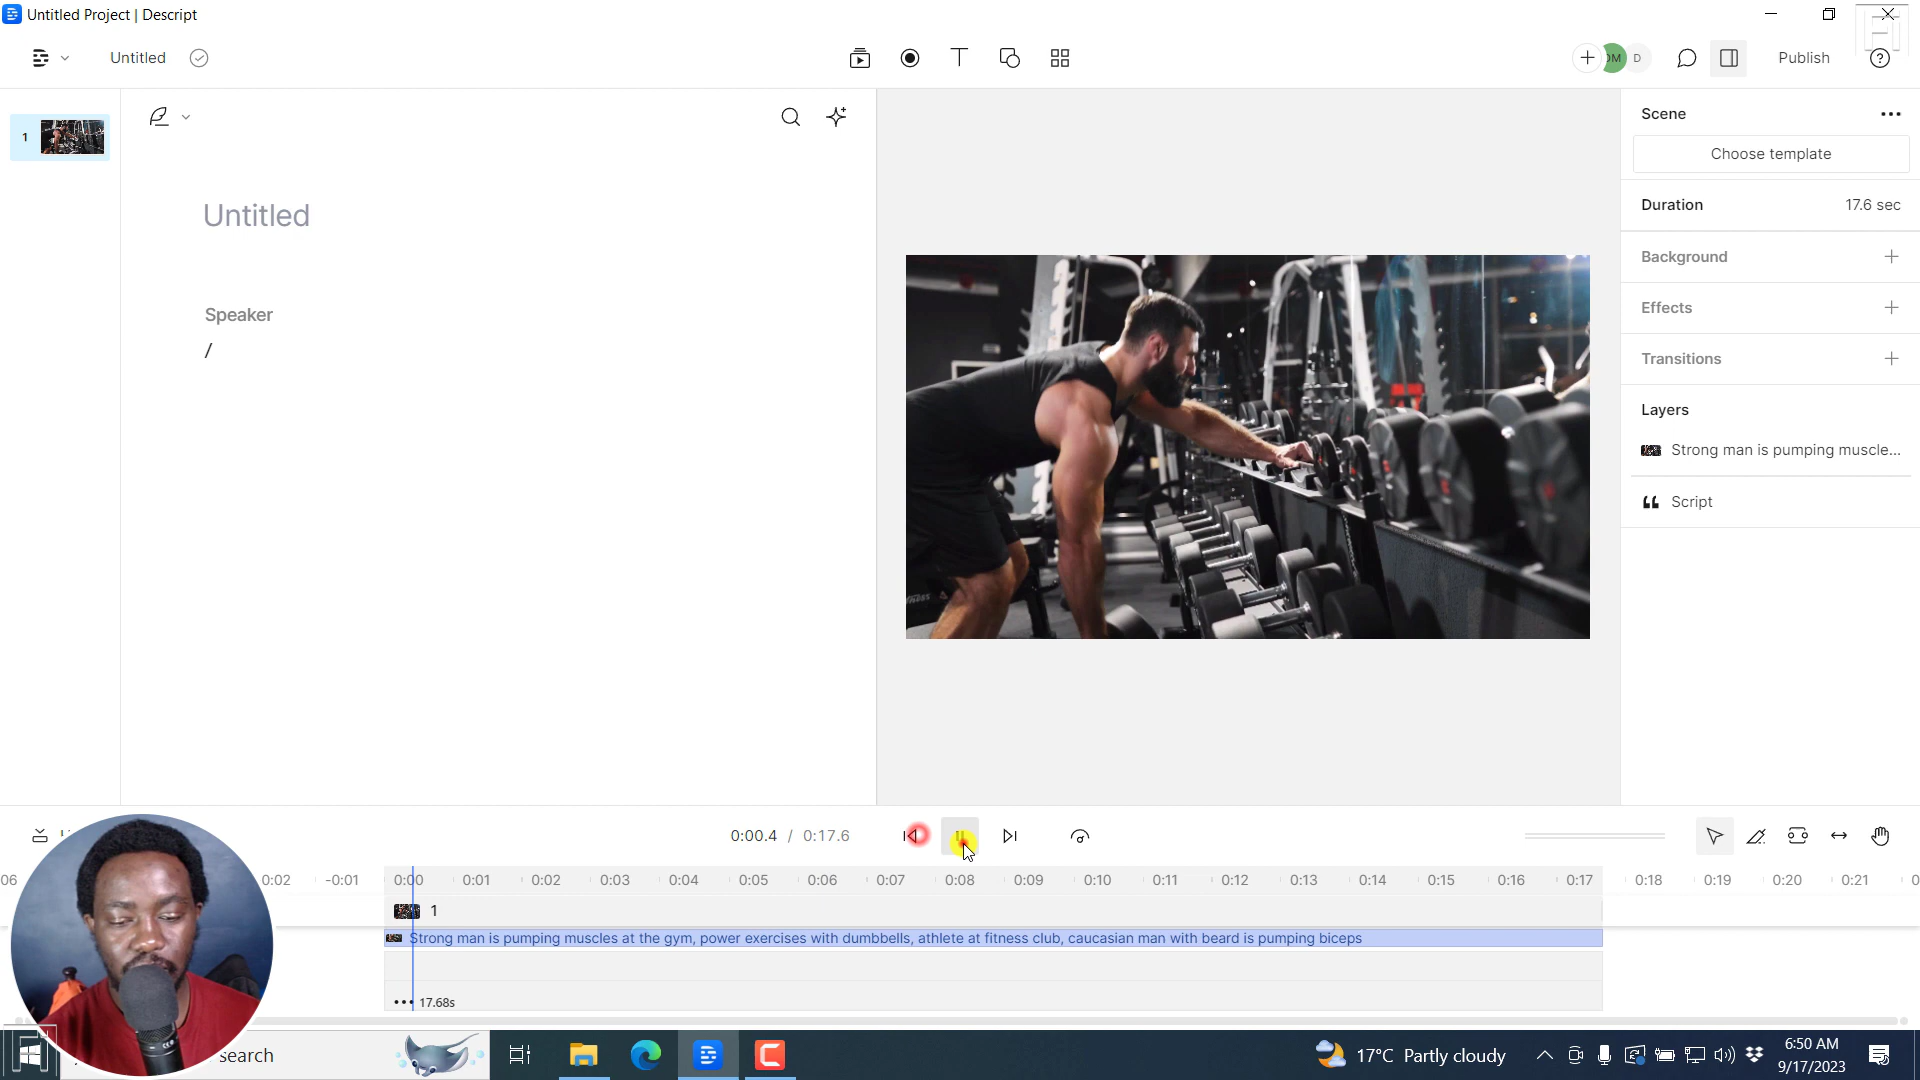 Untitled Project | Descript
Untitled
DM
D
Publish
1
Untitled
Speaker
/
Scene
Choose template
Duration 17.6 sec
Background
Effects
Transitions
Layers
Strong man is pumping muscle...
Script
0:00.4 / 0:17.6
06 0:02 -0:01 0:00 0:01 0:02 0:03 0:04 0:05 0:06 0:07 0:08 0:09 0:10 0:11 0:12 0:13 0:14 0:15 0:16 0:17 0:18 0:19 0:20 0:21 0
1
Strong man is pumping muscles at the gym, power exercises with dumbbells, athlete at fitness club, caucasian man with beard is pumping biceps
17.68s
search
17°C Partly cloudy
6:50 AM
9/17/2023